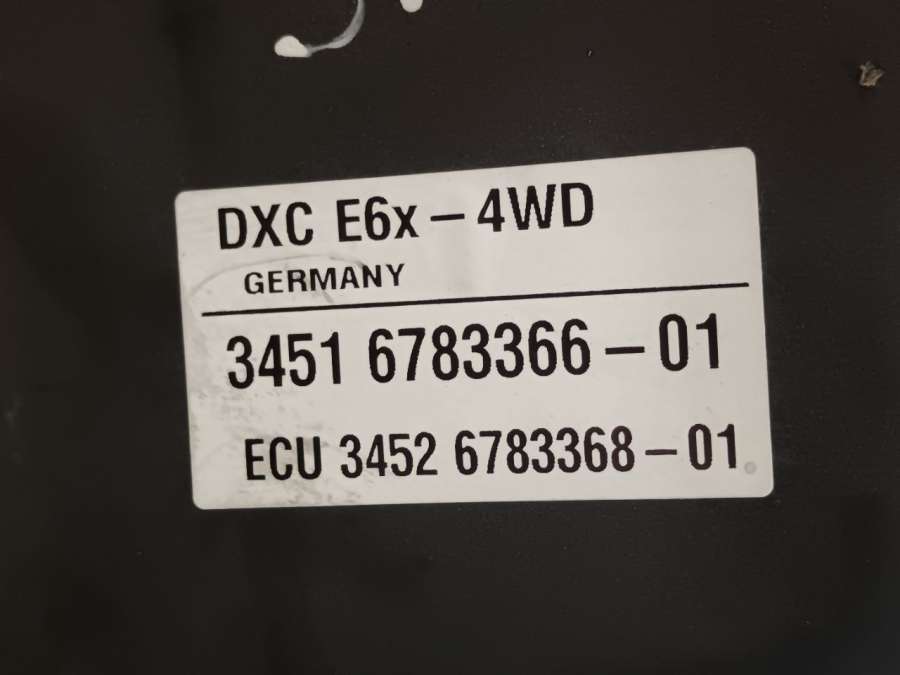 DXC E6x – 4WD
GERMANY
3451 6783366 – 01
ECU 3452 6783368 – 01